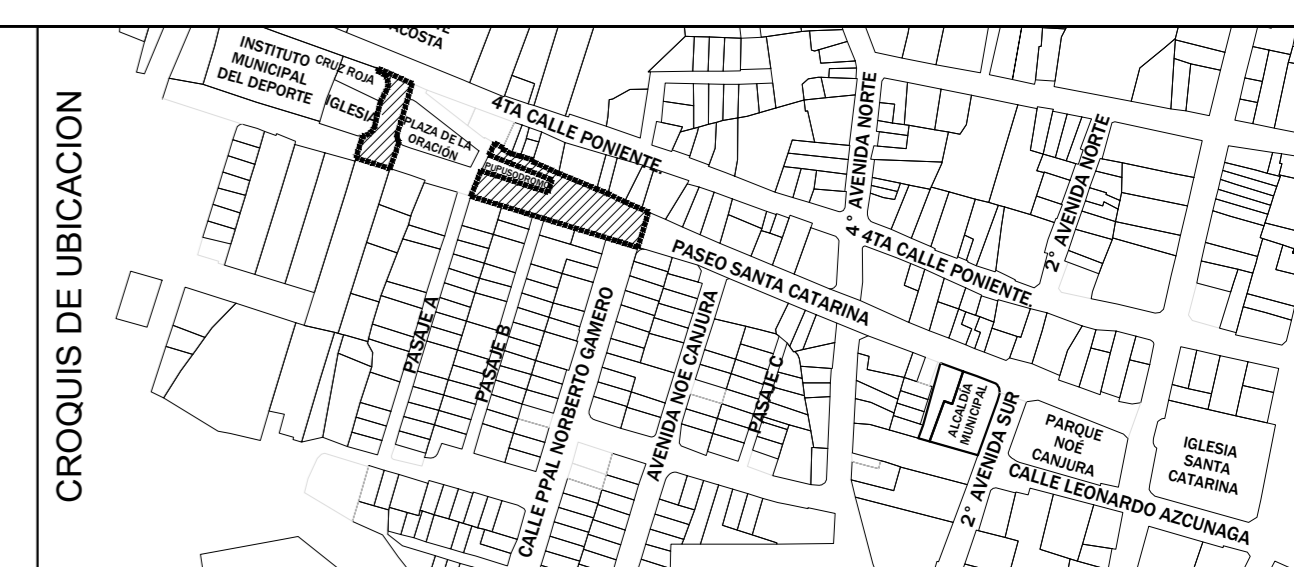 CROQUIS DE UBICACION
ACOSTA
INSTITUTO
MUNICIPAL
DEL DEPORTE
CRUZ ROJA
IGLESIA
PLAZA DE LA
ORACIÓN
4TA CALLE PONIENTE.
PUPUSODROMO
4° AVENIDA NORTE
2° AVENIDA NORTE
4TA CALLE PONIENTE.
PASEO SANTA CATARINA
PASAJE A
PASAJE B
CALLE PPAL NORBERTO GAMERO
AVENIDA NOE CANJURA
PASAJE C
ALCALDIA
MUNICIPAL
2° AVENIDA SUR
PARQUE
NOÉ
CANJURA
IGLESIA
SANTA
CATARINA
CALLE LEONARDO AZCUNAGA